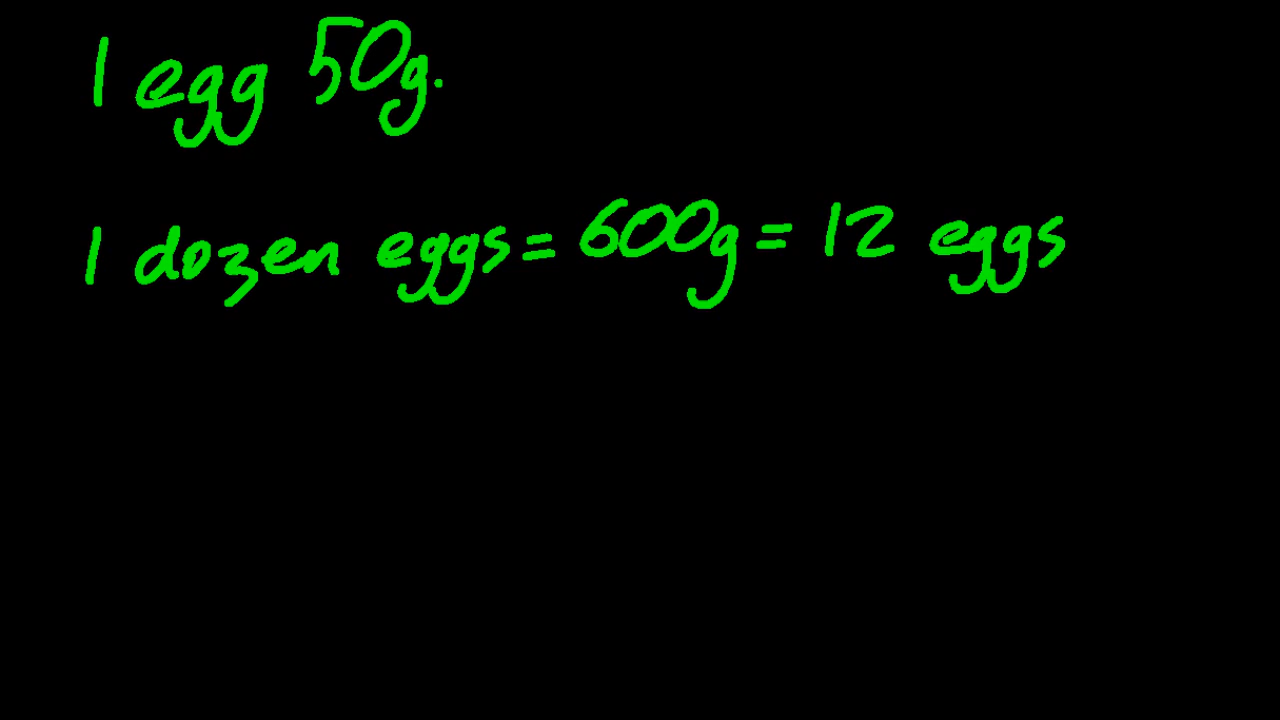 1 egg 50g.
1 dozen eggs = 600g = 12 eggs